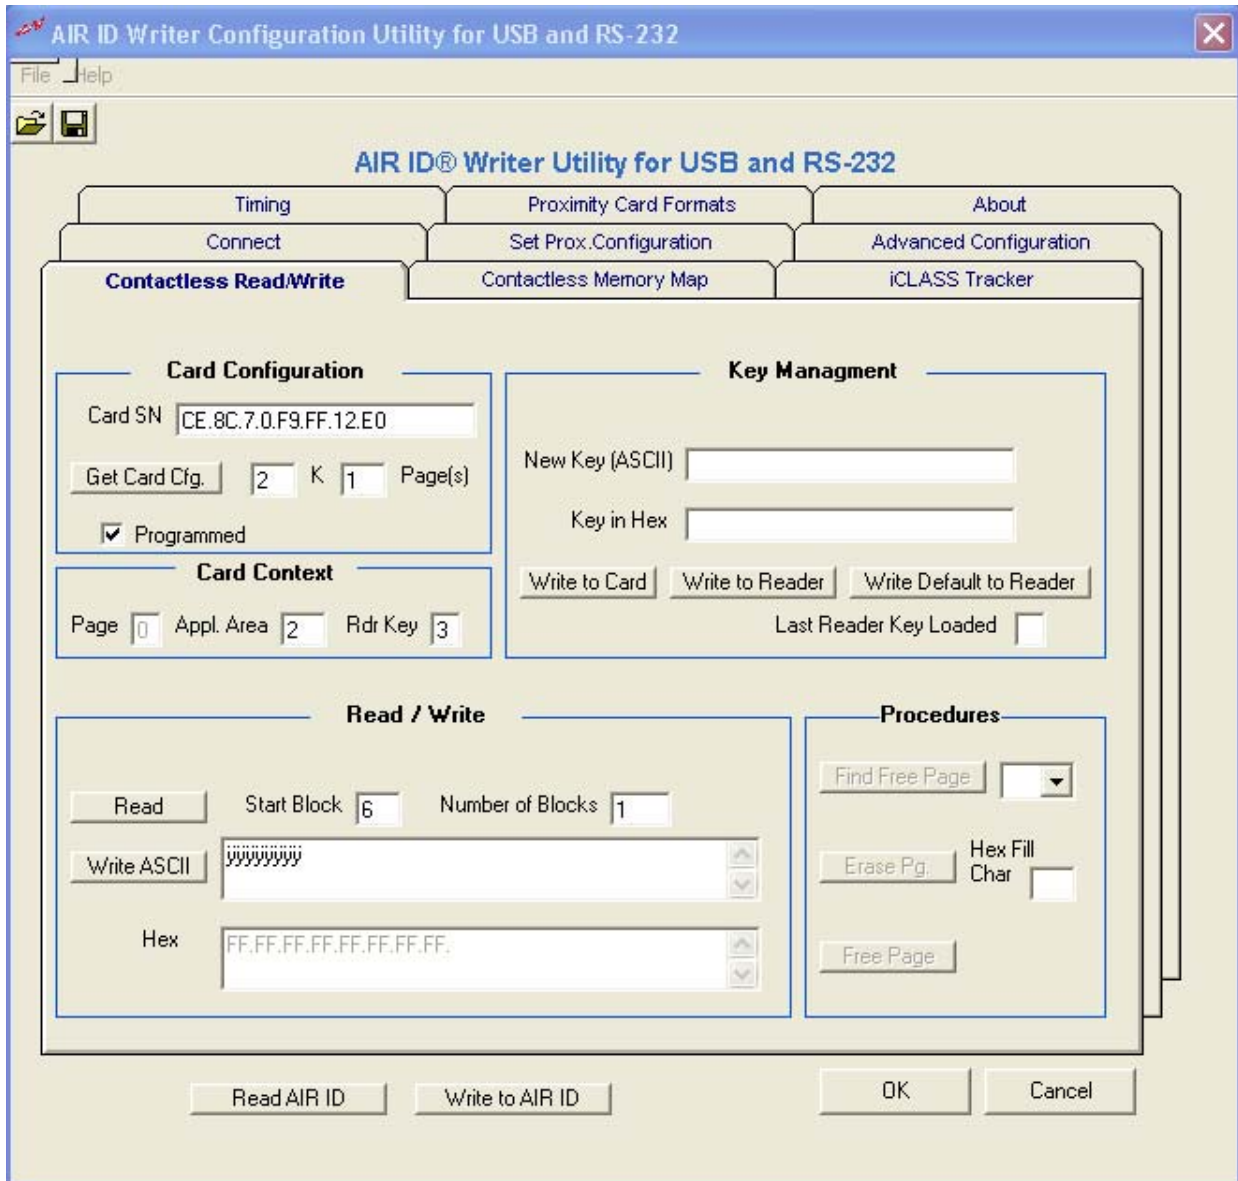 AIR ID Writer Configuration Utility for USB and RS-232
File Help
AIR ID® Writer Utility for USB and RS-232
Timing Proximity Card Formats About
Connect Set Prox.Configuration Advanced Configuration
Contactless Read/Write Contactless Memory Map iCLASS Tracker
Card Configuration
Card SN CE.8C.7.0.F9.FF.12.E0
Get Card Cfg. 2 K 1 Page(s)
Programmed
Card Context
Page 0 Appl. Area 2 Rdr Key 3
Key Managment
New Key (ASCII)
Key in Hex
Write to Card Write to Reader Write Default to Reader
Last Reader Key Loaded
Read / Write
Read Start Block 6 Number of Blocks 1
Write ASCII ÿÿÿÿÿÿÿÿ
Hex FF.FF.FF.FF.FF.FF.FF.FF.
Procedures
Find Free Page
Erase Pg. Hex Fill
Char
Free Page
Read AIR ID Write to AIR ID OK Cancel